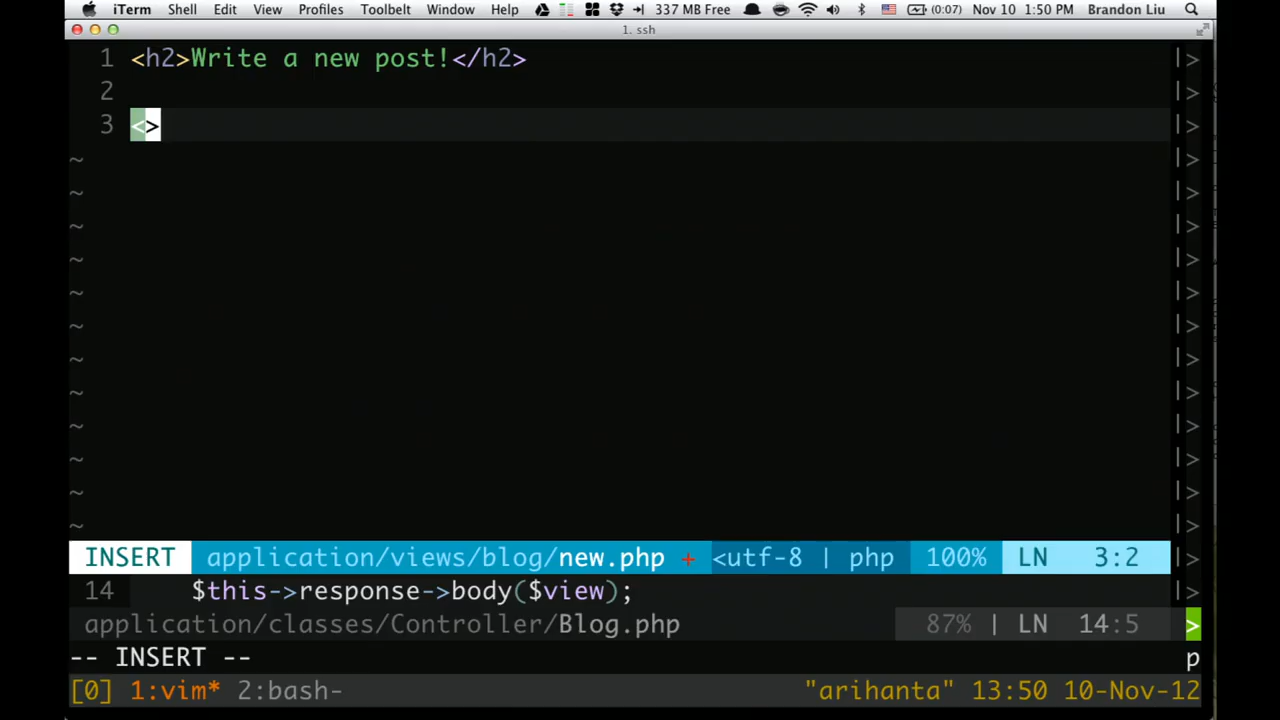 iTerm Shell Edit View Profiles Toolbelt Window Help 337 MB Free (0:07) Nov 10 1:50 PM Brandon Liu
1. ssh
1 <h2>Write a new post!</h2> |>
2 |>
3 <> |>
~ |>
~ |>
~ |>
~ |>
~ |>
~ |>
~ |>
~ |>
~ |>
~ |>
~ |>
~ |>
INSERT application/views/blog/new.php + <utf-8 | php 100% LN 3:2 |>
14 $this->response->body($view); |>
application/classes/Controller/Blog.php 87% | LN 14:5 >
-- INSERT -- p
[0] 1:vim* 2:bash- "arihanta" 13:50 10-Nov-12